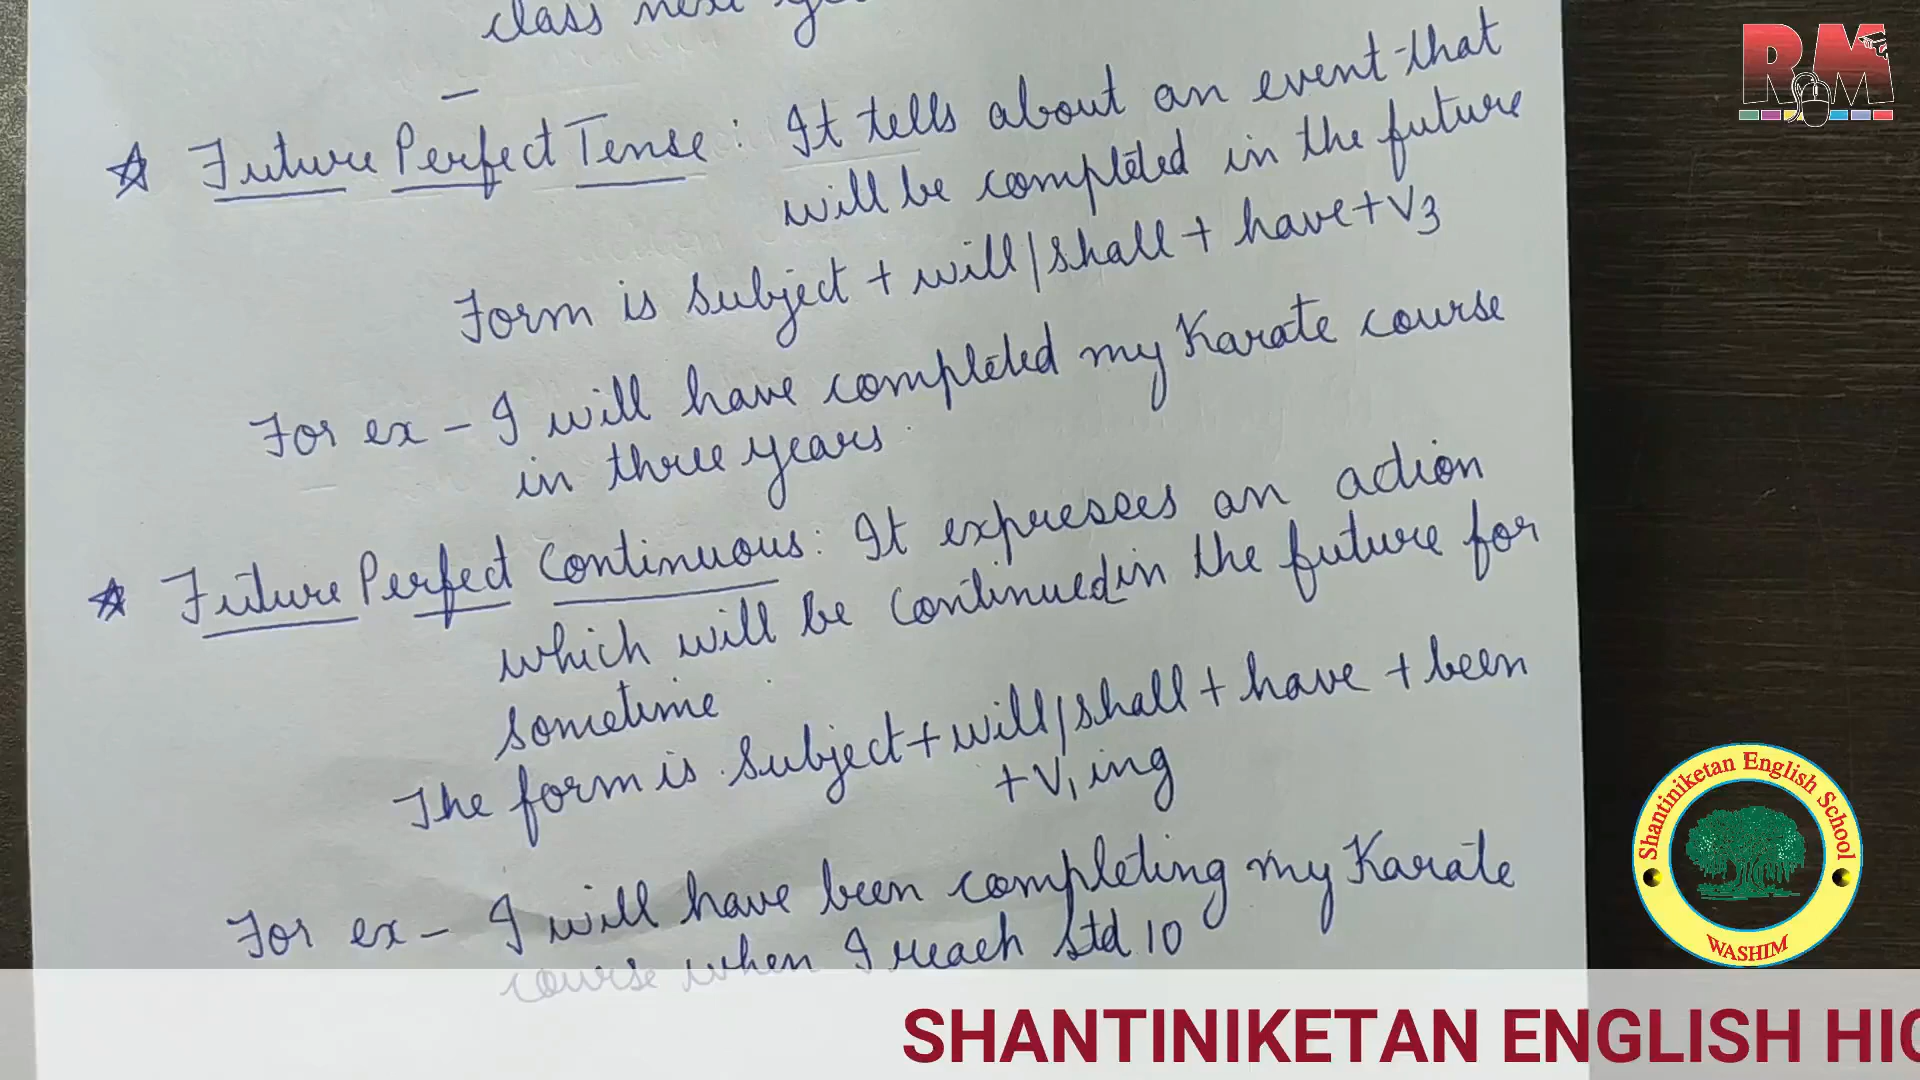 class next
☆ Future Perfect Tense : It tells about an event that
will be completed in the future
Form is Subject + will/shall + have + V3
For ex – I will have completed my Karate course
in three years
☆ Future Perfect Continuous : It expresses an action
which will be continued in the future for
sometime
The form is Subject + will/shall + have + been
+ V1 ing
For ex – I will have been completing my Karate
course when I reach Std 10
RM
Shantiniketan English School
WASHIM
SHANTINIKETAN ENGLISH